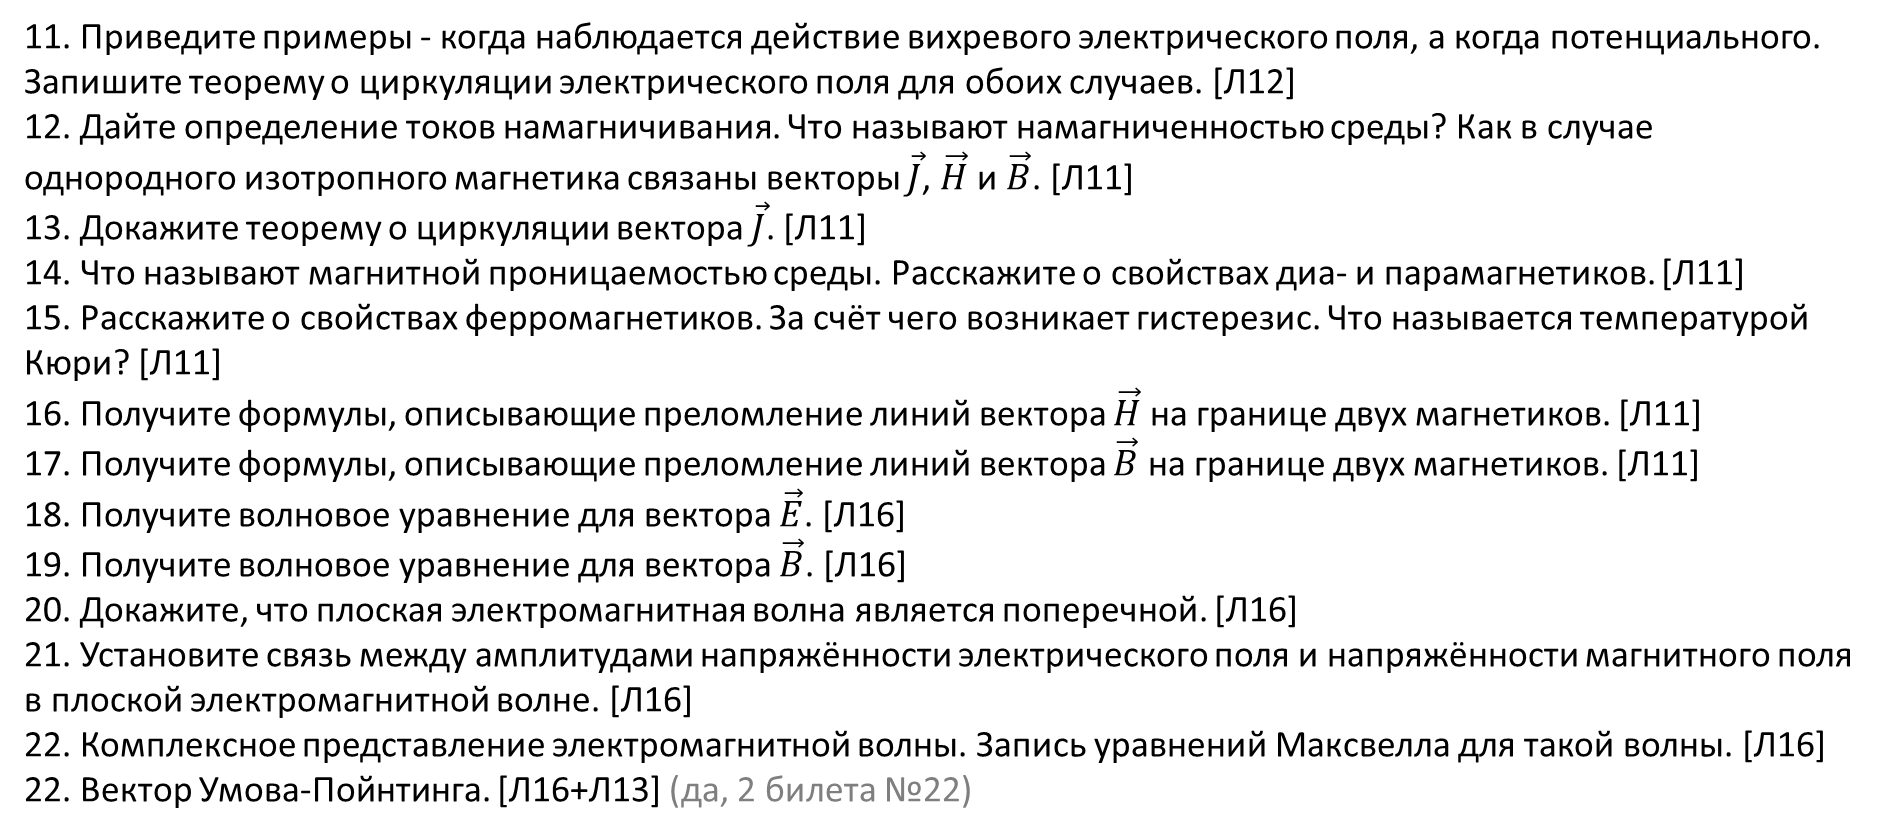 11. Приведите примеры - когда наблюдается действие вихревого электрического поля, а когда потенциального.
Запишите теорему о циркуляции электрического поля для обоих случаев. [Л12]
12. Дайте определение токов намагничивания. Что называют намагниченностью среды? Как в случае
однородного изотропного магнетика связаны векторы J⃗, H⃗ и B⃗. [Л11]
13. Докажите теорему о циркуляции вектора J⃗. [Л11]
14. Что называют магнитной проницаемостью среды. Расскажите о свойствах диа- и парамагнетиков. [Л11]
15. Расскажите о свойствах ферромагнетиков. За счёт чего возникает гистерезис. Что называется температурой
Кюри? [Л11]
16. Получите формулы, описывающие преломление линий вектора H⃗ на границе двух магнетиков. [Л11]
17. Получите формулы, описывающие преломление линий вектора B⃗ на границе двух магнетиков. [Л11]
18. Получите волновое уравнение для вектора E⃗. [Л16]
19. Получите волновое уравнение для вектора B⃗. [Л16]
20. Докажите, что плоская электромагнитная волна является поперечной. [Л16]
21. Установите связь между амплитудами напряжённости электрического поля и напряжённости магнитного поля
в плоской электромагнитной волне. [Л16]
22. Комплексное представление электромагнитной волны. Запись уравнений Максвелла для такой волны. [Л16]
22. Вектор Умова-Пойнтинга. [Л16+Л13] (да, 2 билета №22)